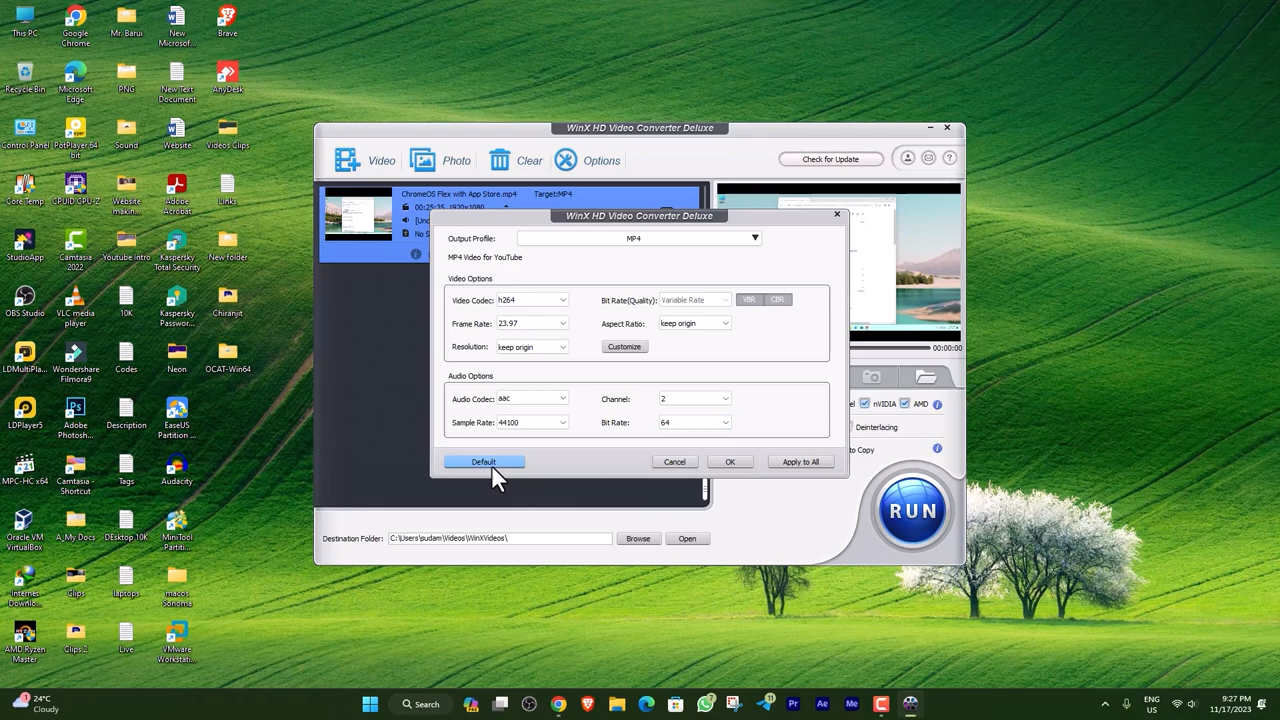 This PC
Google
Chrome
Mr. Barui
New
Microsof...
Brave
Recycle Bin
Microsoft
Edge
PNG
New Text
Document
AnyDesk
Control Panel
PotPlayer 64
bit
Sound
Website
Videos Clips
Core Temp
CPUID CPU-Z
Website
makin...
Adobe
Acrobat
Links
StudioApp
Camtasia
2022
Youtube Intro
Kaspersky
Total Security
New folder
OBS Studio
VLC media
player
10K
Kaspersky
Passwor...
Chiranjit
LDMultiPla...
Wondershare
Filmora9
Codes
Neon
OCAT-Win64
LDPlayer5
Adobe
Photosh...
Description
EaseUS
Partition ...
MPC-HC x64
Camtasia -
Shortcut
Tags
Audacity
Oracle VM
VirtualBox
A_My Docs
DEsktop 10K
MiniTool
Partiti...
Internet
Downlo...
Clips
laptops
macos
Sonoma
AMD Ryzen
Master
Clips 2
Live
VMware
Workstati...
WinX HD Video Converter Deluxe
Video
Photo
Clear
Options
Check for Update
ChromeOS Flex with App Store.mp4
Target:MP4
00:25:35, 1920x1080
[Und
No S
WinX HD Video Converter Deluxe
Output Profile:
MP4
MP4 Video for YouTube
Video Options
Video Codec:
h264
Bit Rate(Quality):
Variable Rate
VBR
CBR
Frame Rate:
23.97
Aspect Ratio:
keep origin
Resolution:
keep origin
Customize
Audio Options
Audio Codec:
aac
Channel:
2
Sample Rate:
44100
Bit Rate:
64
Default
Cancel
OK
Apply to All
00:00:00
el
nVIDIA
AMD
Deinterlacing
to Copy
RUN
Destination Folder:
C:\Users\sudam\Videos\WinXVideos\
Browse
Open
1
24°C
Cloudy
Search
7
11
Pr
Ae
Me
ENG
US
9:27 PM
11/17/2023